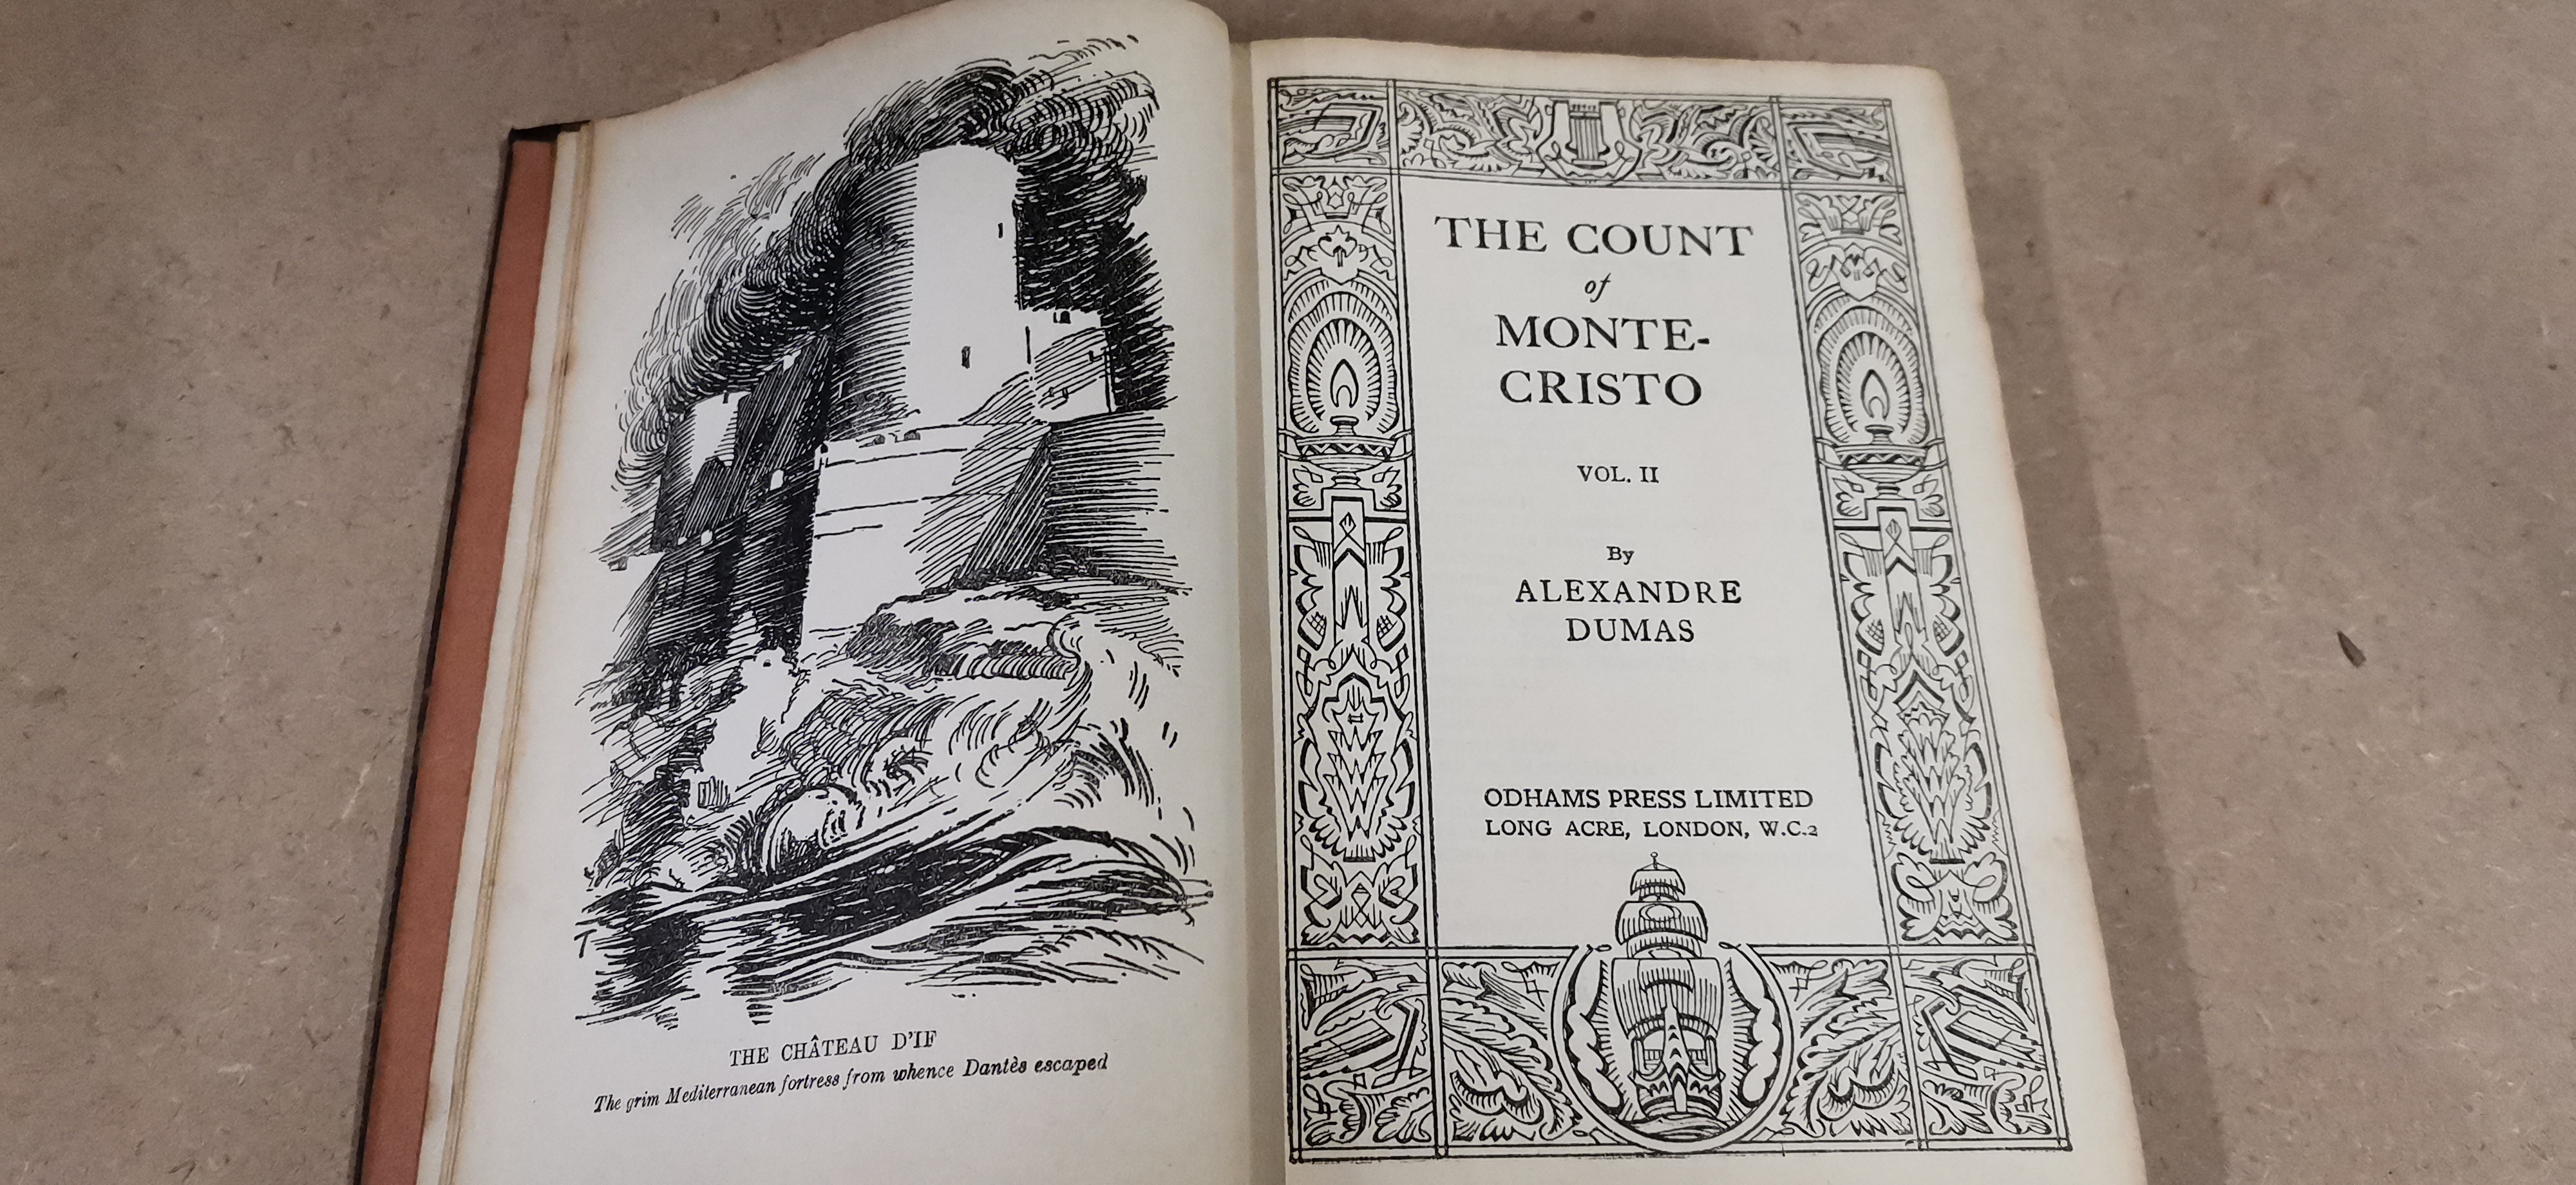 THE CHÂTEAU D'IF
The grim Mediterranean fortress from whence Dantès escaped
THE COUNT
of
MONTE-
CRISTO
VOL. II
By
ALEXANDRE
DUMAS
ODHAMS PRESS LIMITED
LONG ACRE, LONDON, W.C.2